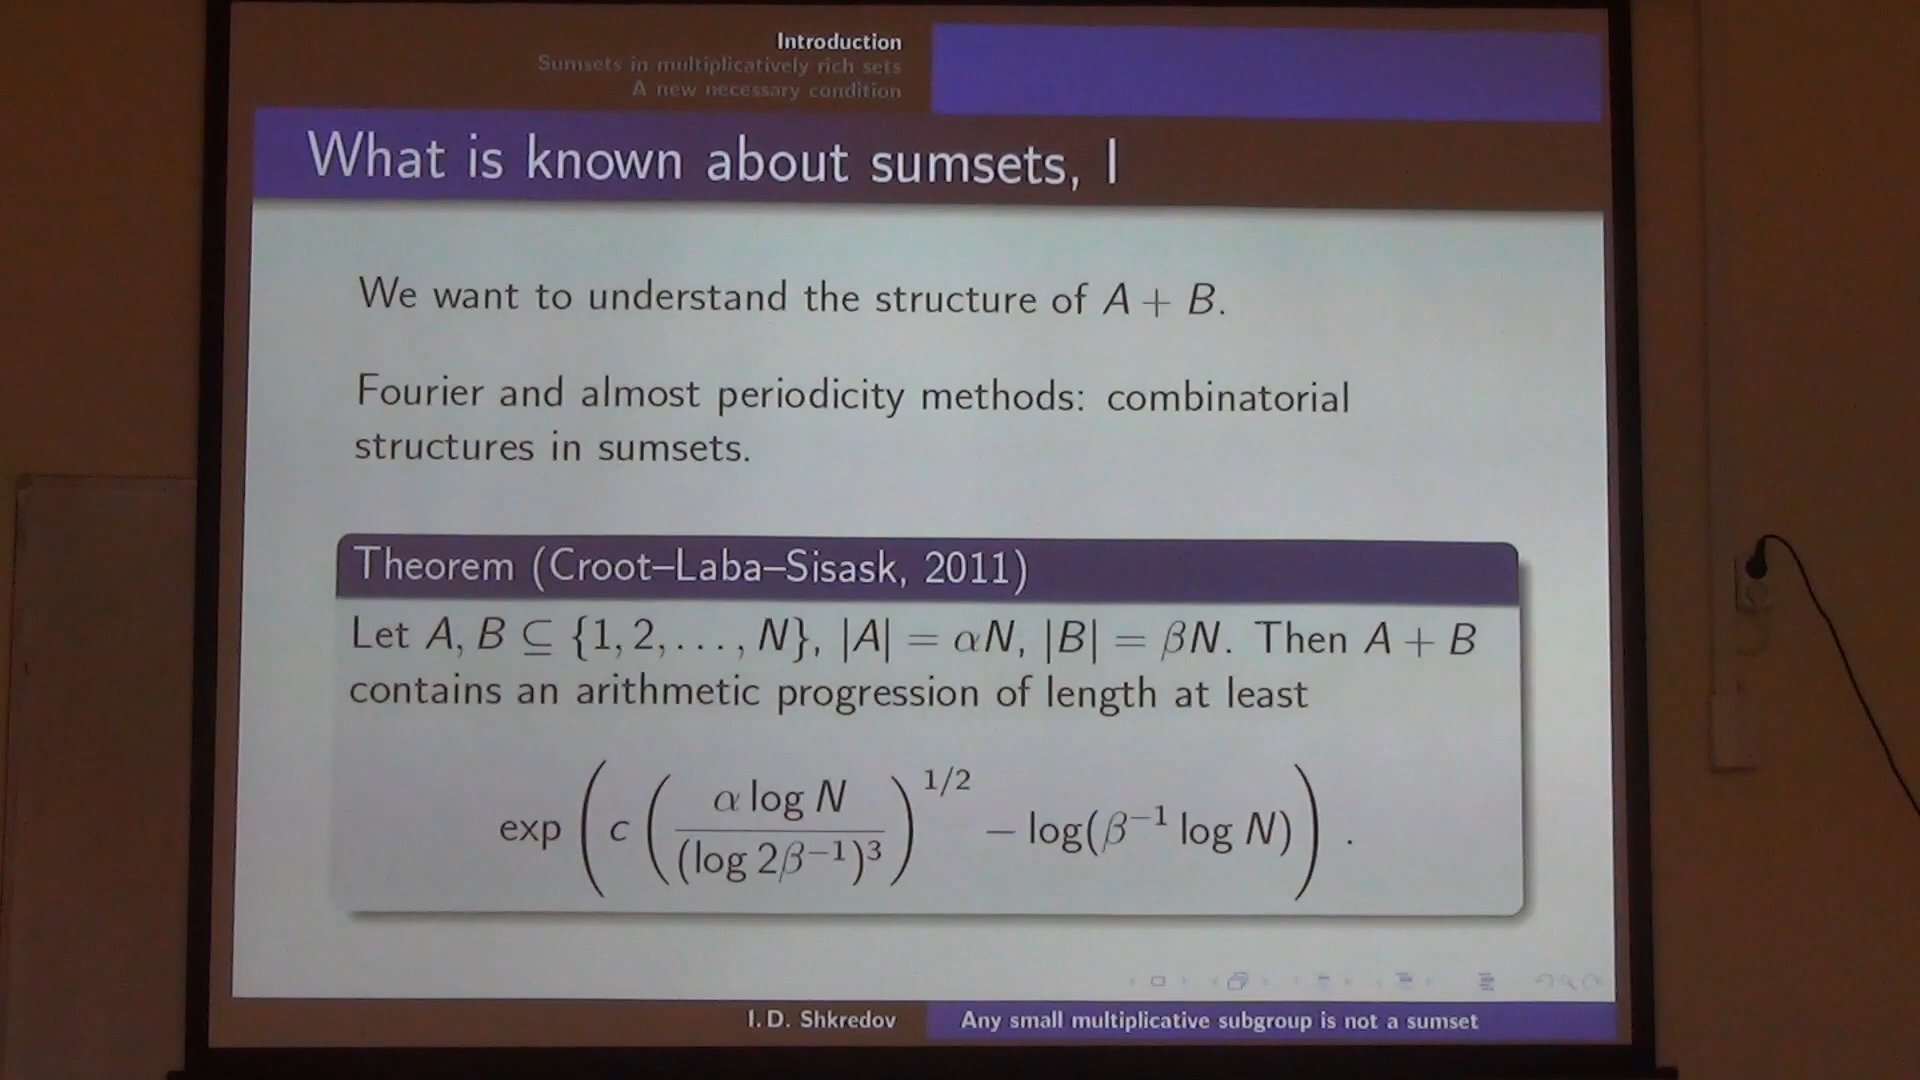 Introduction
Sumsets in multiplicatively rich sets
A new necessary condition
What is known about sumsets, I
We want to understand the structure of A + B.
Fourier and almost periodicity methods: combinatorial
structures in sumsets.
Theorem (Croot–Laba–Sisask, 2011)
Let A, B ⊆ {1, 2, . . . , N}, |A| = αN, |B| = βN. Then A + B
contains an arithmetic progression of length at least
exp ( c ( α log N / (log 2β⁻¹)³ )^{1/2} − log(β⁻¹ log N) ) .
I. D. Shkredov
Any small multiplicative subgroup is not a sumset